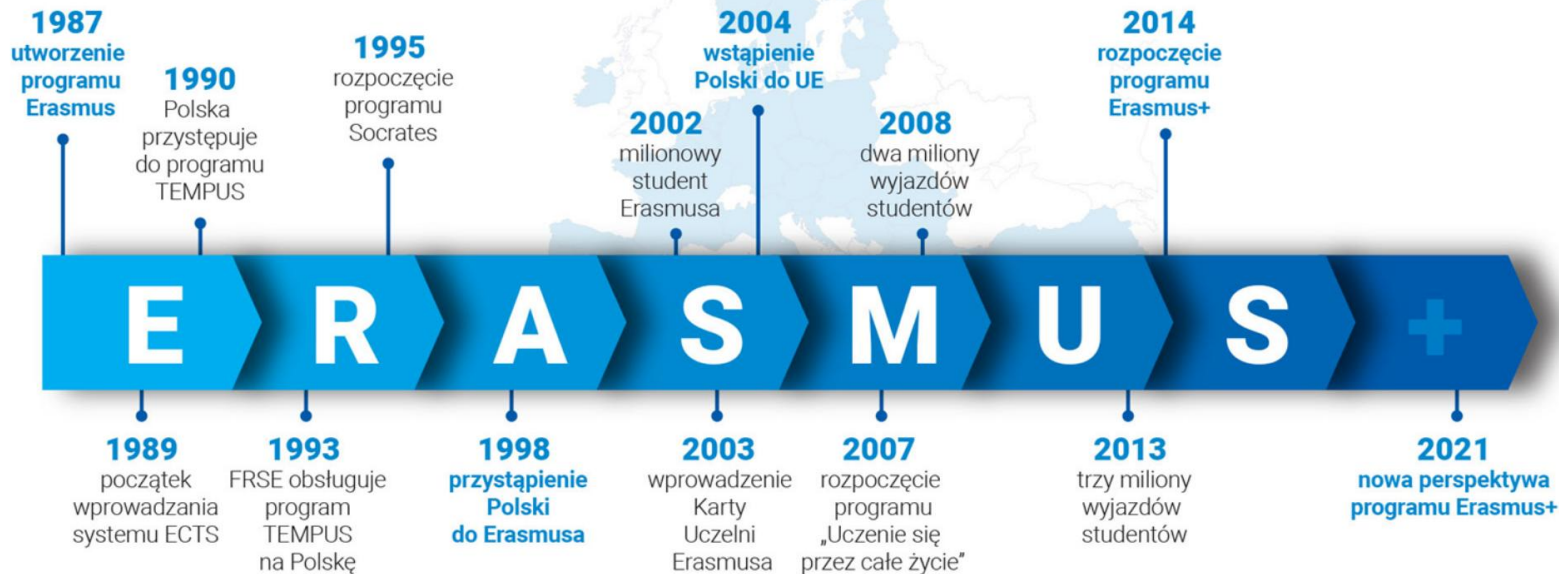 1987
utworzenie
programu
Erasmus
1990
Polska
przystępuje
do programu
TEMPUS
1995
rozpoczęcie
programu
Socrates
2002
milionowy
student
Erasmusa
2004
wstąpienie
Polski do UE
2008
dwa miliony
wyjazdów
studentów
2014
rozpoczęcie
programu
Erasmus+
E R A S M U S +
1989
początek
wprowadzania
systemu ECTS
1993
FRSE obsługuje
program
TEMPUS
na Polskę
1998
przystąpienie
Polski
do Erasmusa
2003
wprowadzenie
Karty
Uczelni
Erasmusa
2007
rozpoczęcie
programu
„Uczenie się
przez całe życie”
2013
trzy miliony
wyjazdów
studentów
2021
nowa perspektywa
programu Erasmus+